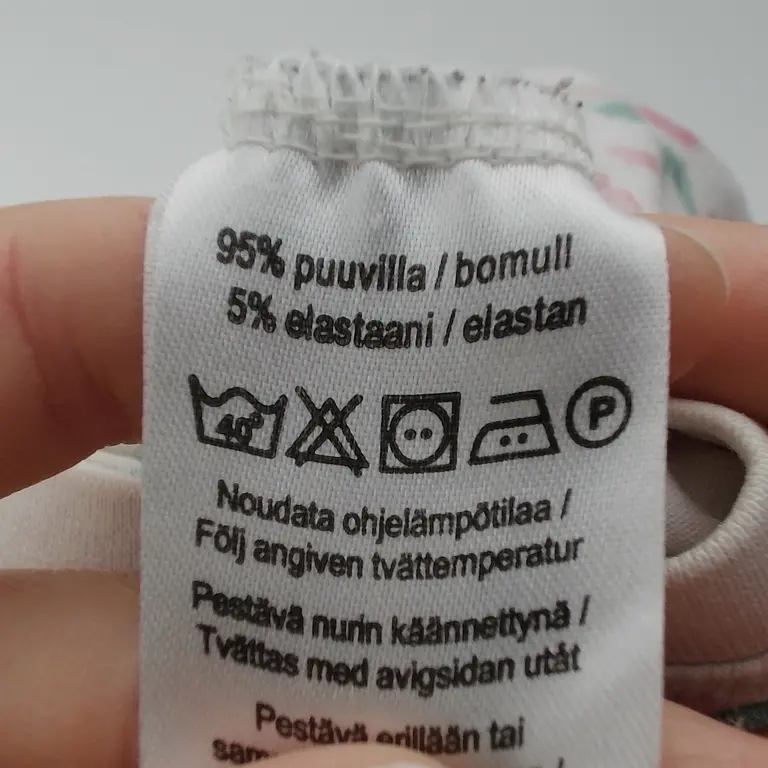 95% puuvilla / bomull
5% elastaani / elastan
40° P
Noudata ohjelämpötilaa /
Följ angiven tvättemperatur
Pestävä nurin käännettynä /
Tvättas med avigsidan utåt
Pestävä erillään tai